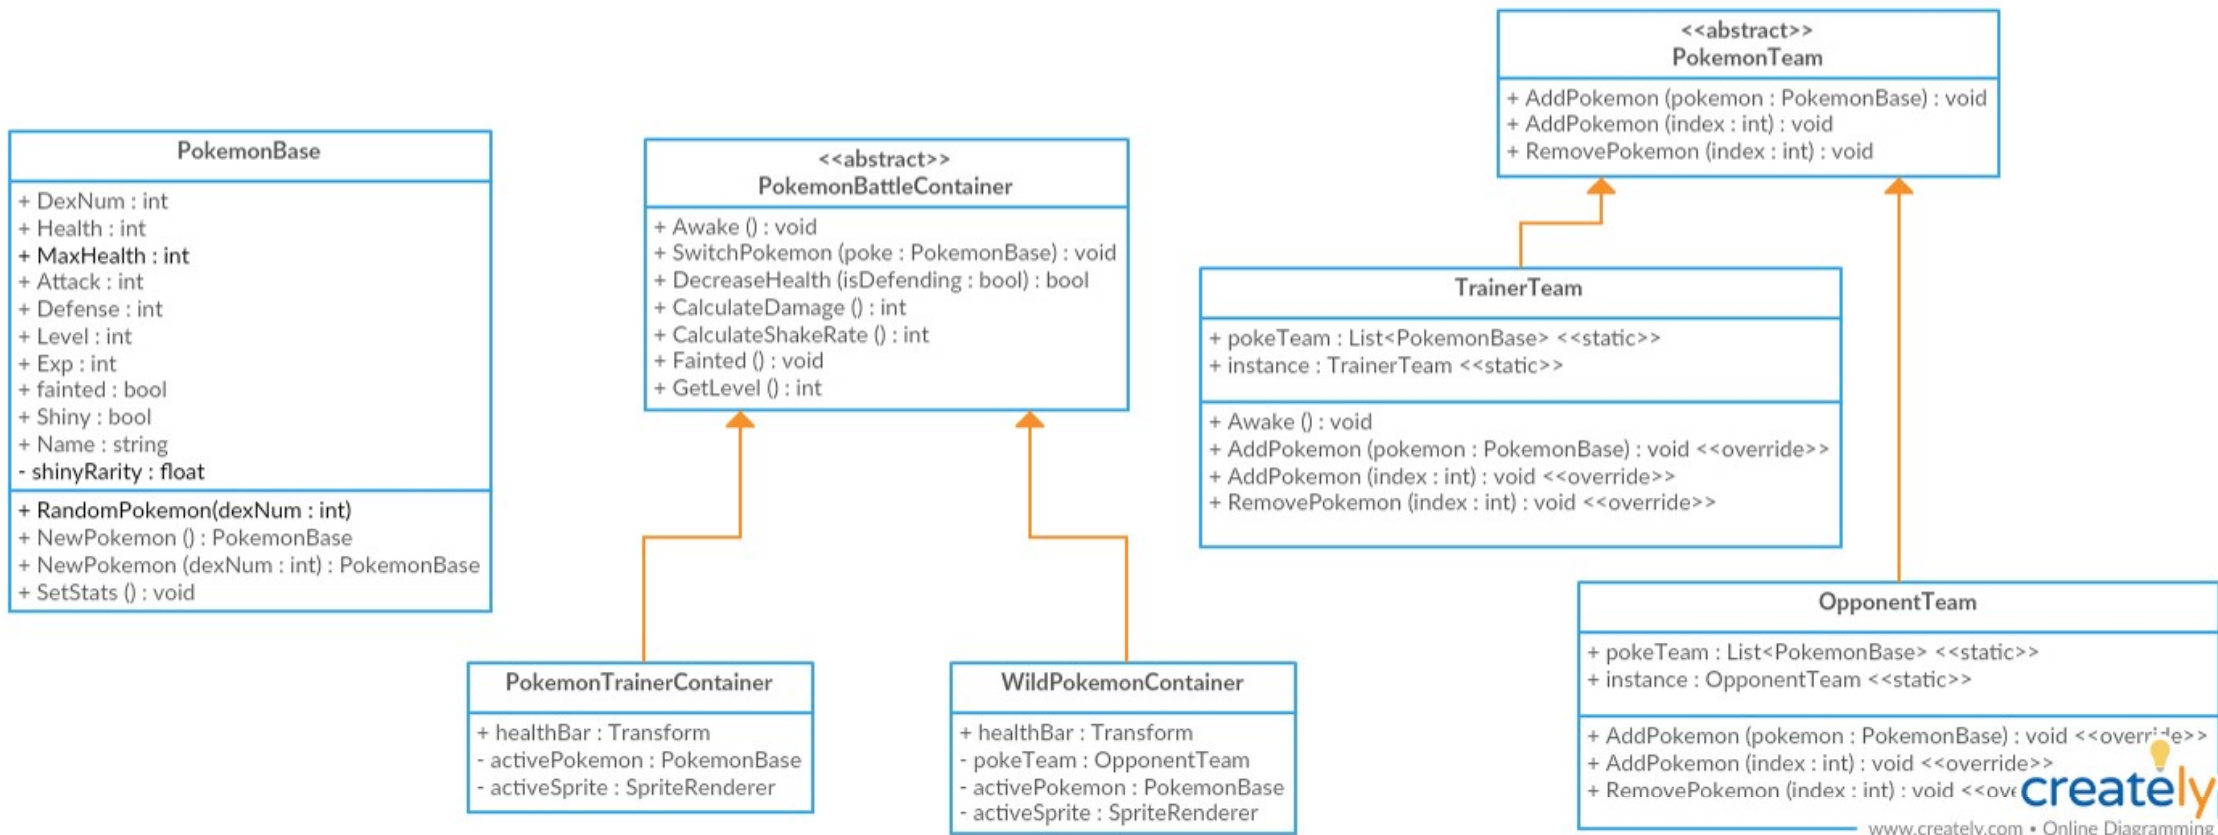 PokemonBase
+ DexNum : int
+ Health : int
+ MaxHealth : int
+ Attack : int
+ Defense : int
+ Level : int
+ Exp : int
+ fainted : bool
+ Shiny : bool
+ Name : string
- shinyRarity : float
+ RandomPokemon(dexNum : int)
+ NewPokemon () : PokemonBase
+ NewPokemon (dexNum : int) : PokemonBase
+ SetStats () : void
<<abstract>>
PokemonBattleContainer
+ Awake () : void
+ SwitchPokemon (poke : PokemonBase) : void
+ DecreaseHealth (isDefending : bool) : bool
+ CalculateDamage () : int
+ CalculateShakeRate () : int
+ Fainted () : void
+ GetLevel () : int
PokemonTrainerContainer
+ healthBar : Transform
- activePokemon : PokemonBase
- activeSprite : SpriteRenderer
WildPokemonContainer
+ healthBar : Transform
- pokeTeam : OpponentTeam
- activePokemon : PokemonBase
- activeSprite : SpriteRenderer
<<abstract>>
PokemonTeam
+ AddPokemon (pokemon : PokemonBase) : void
+ AddPokemon (index : int) : void
+ RemovePokemon (index : int) : void
TrainerTeam
+ pokeTeam : List<PokemonBase> <<static>>
+ instance : TrainerTeam <<static>>
+ Awake () : void
+ AddPokemon (pokemon : PokemonBase) : void <<override>>
+ AddPokemon (index : int) : void <<override>>
+ RemovePokemon (index : int) : void <<override>>
OpponentTeam
+ pokeTeam : List<PokemonBase> <<static>>
+ instance : OpponentTeam <<static>>
+ AddPokemon (pokemon : PokemonBase) : void <<override>>
+ AddPokemon (index : int) : void <<override>>
+ RemovePokemon (index : int) : void <<ove
creately
www.creately.com • Online Diagramming